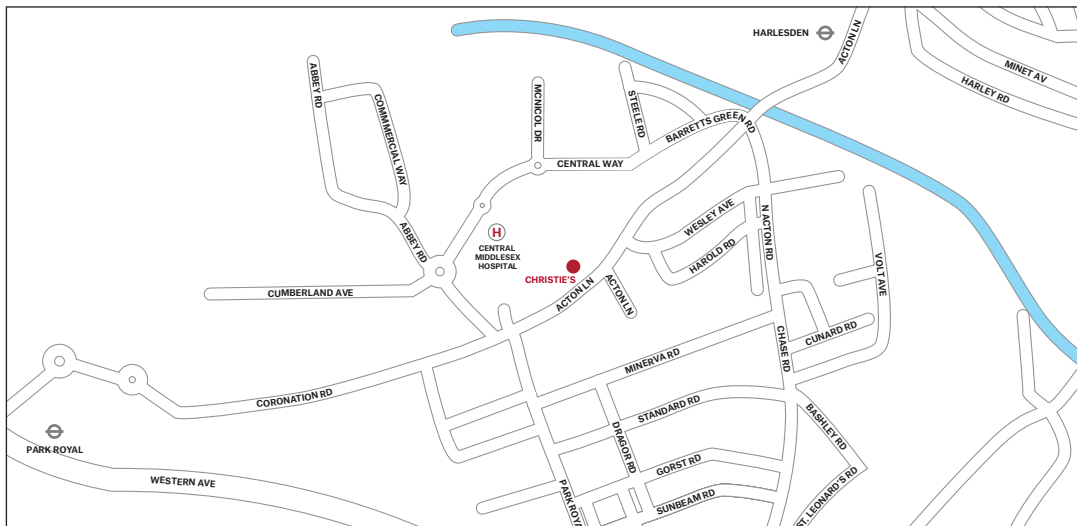 HARLESDEN
ACTON LN
MINET AV
HARLEY RD
ABBEY RD
COMMMERCIAL WAY
MCNICOL DR
STEELE RD
BARRETTS GREEN RD
CENTRAL WAY
ABBEY RD
H
CENTRAL
MIDDLESEX
HOSPITAL
CHRISTIE'S
WESLEY AVE
HAROLD RD
N ACTON RD
VOLT AVE
CUMBERLAND AVE
ACTON LN
ACTON LN
CUNARD RD
CHASE RD
MINERVA RD
CORONATION RD
STANDARD RD
BASHLEY RD
DRAGOR RD
PARK ROYAL
WESTERN AVE
GORST RD
SUNBEAM RD
PARK ROYA
ST. LEONARD'S RD